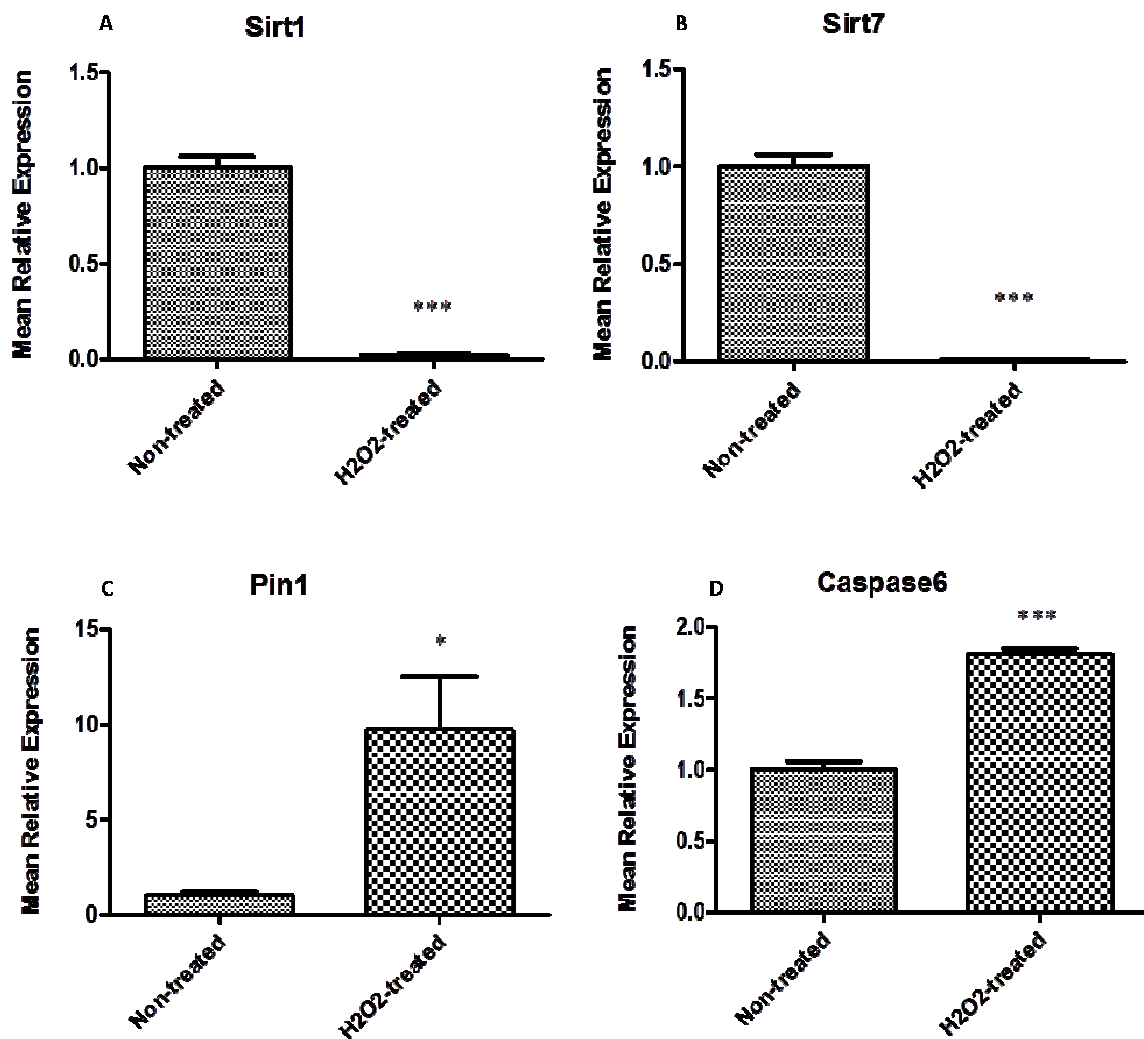 A
Sirt1
Mean Relative Expression
1.5
1.0
0.5
0.0
***
Non-treated
H2O2-treated
B
Sirt7
Mean Relative Expression
1.5
1.0
0.5
0.0
***
Non-treated
H2O2-treated
C
Pin1
Mean Relative Expression
15
10
5
0
*
Non-treated
H2O2-treated
D
Caspase6
Mean Relative Expression
2.0
1.5
1.0
0.5
0.0
***
Non-treated
H2O2-treated